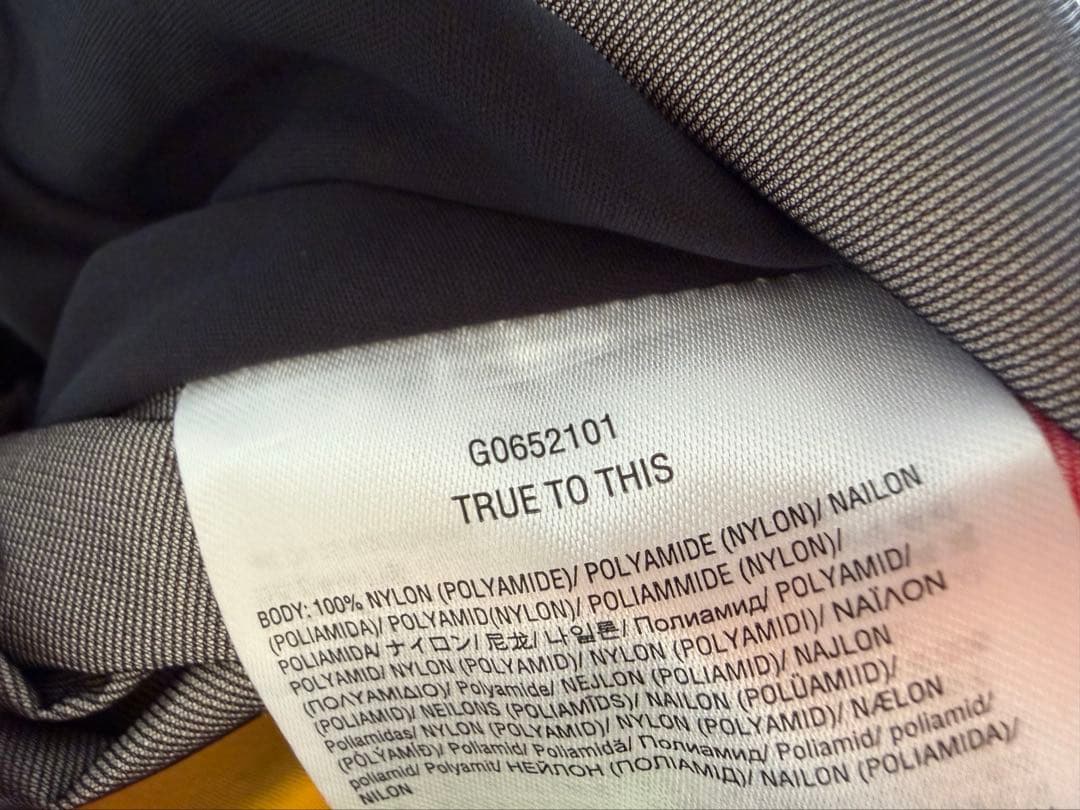 G0652101
TRUE TO THIS
BODY: 100% NYLON (POLYAMIDE)/ POLYAMIDE (NYLON)/ NAILON
(POLIAMIDA)/ POLYAMID(NYLON)/ POLIAMMIDE (NYLON)/
POLIAMIDA/ ナイロン/ 尼龙/ 나일론/ Полиамид/ POLYAMID/
POLYAMID/ NYLON (POLYAMID)/ NYLON (POLYAMIDI)/ ΝΑΪΛΟΝ
(ΠΟΛΥΑΜΙΔΙΟ)/ Polyamide/ NEJLON (POLIAMID)/ NAJLON
(POLIAMID)/ NEILONS (POLIAMĪDS)/ NAILON (POLÜAMIID)/
Poliamidas/ NYLON (POLYAMID)/ NYLON (POLYAMID)/ NÆLON
(POLÝAMÍÐ)/ Poliamid/ Poliamidă/ Полиамид/ Poliamid/ poliamid/
poliamid/ Polyamit/ НЕЙЛОН (ПОЛІАМІД)/ NAILON (POLIAMIDA)/
NILON